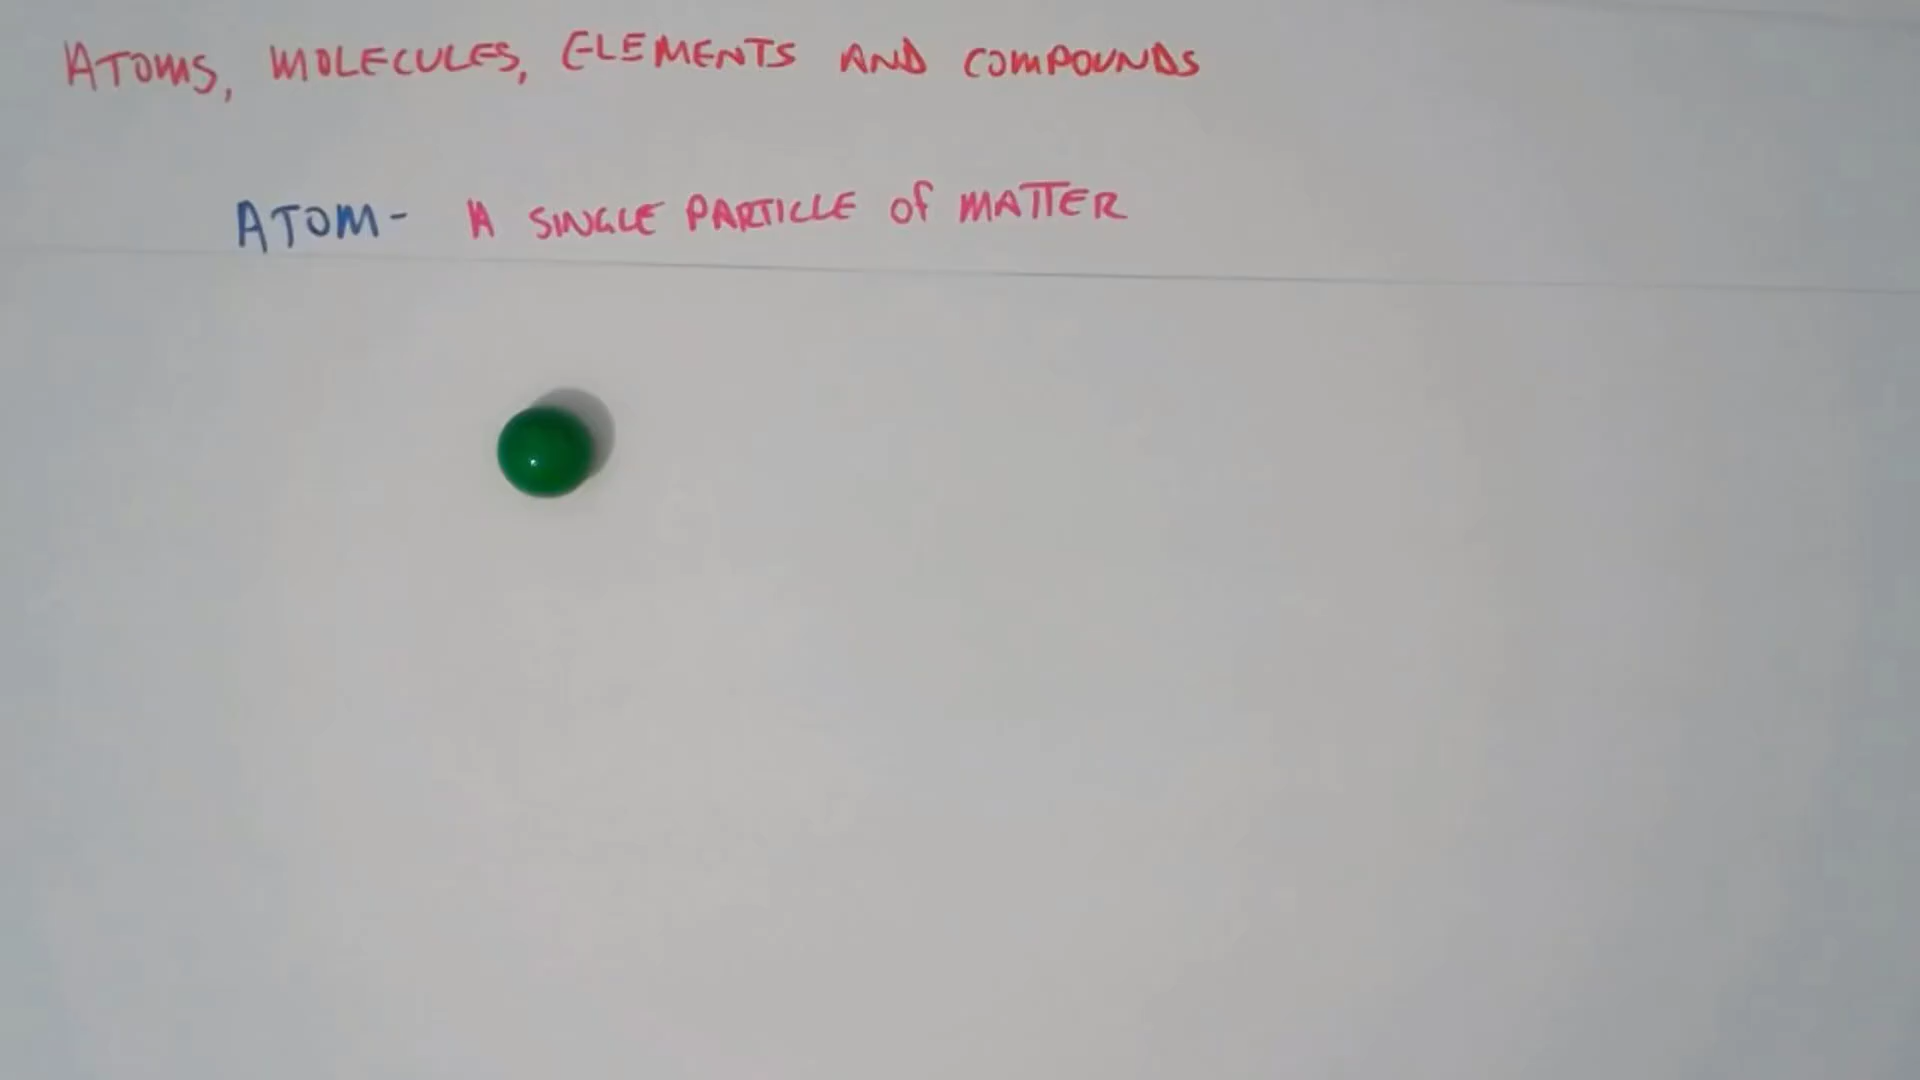 ATOMS, MOLECULES, ELEMENTS AND COMPOUNDS
ATOM- A SINGLE PARTICLE OF MATTER